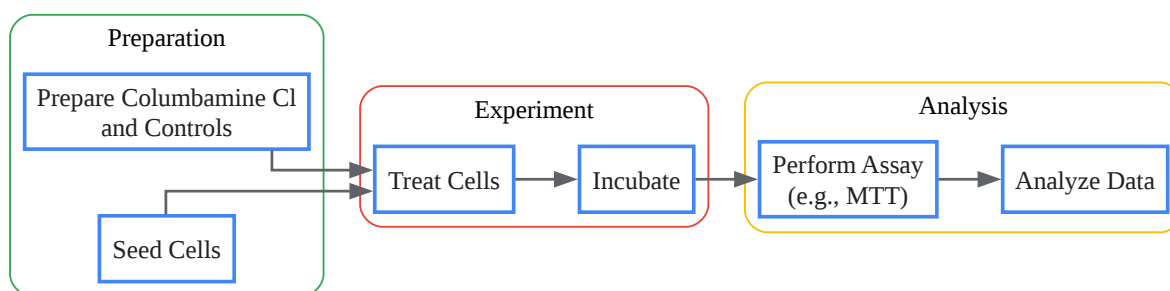 Preparation
Prepare Columbamine Cl
and Controls
Seed Cells
Experiment
Treat Cells
Incubate
Analysis
Perform Assay
(e.g., MTT)
Analyze Data